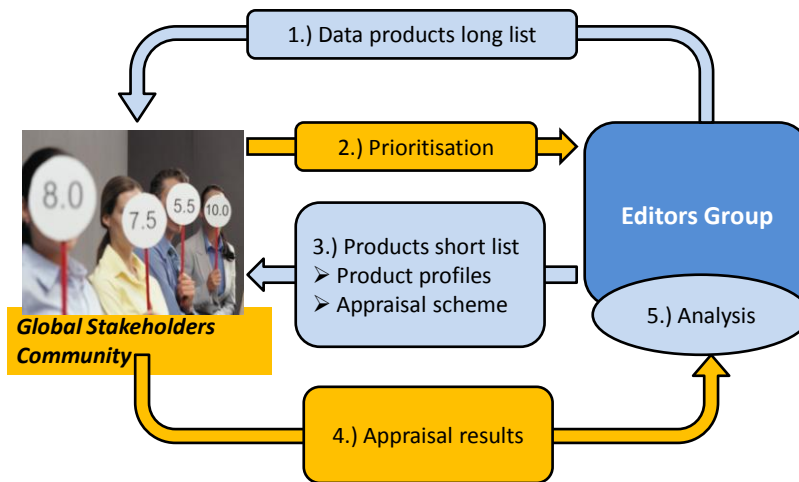 1.) Data products long list
2.) Prioritisation
8.0
7.5
5.5
10.0
Editors Group
3.) Products short list
➢ Product profiles
➢ Appraisal scheme
5.) Analysis
Global Stakeholders
Community
4.) Appraisal results